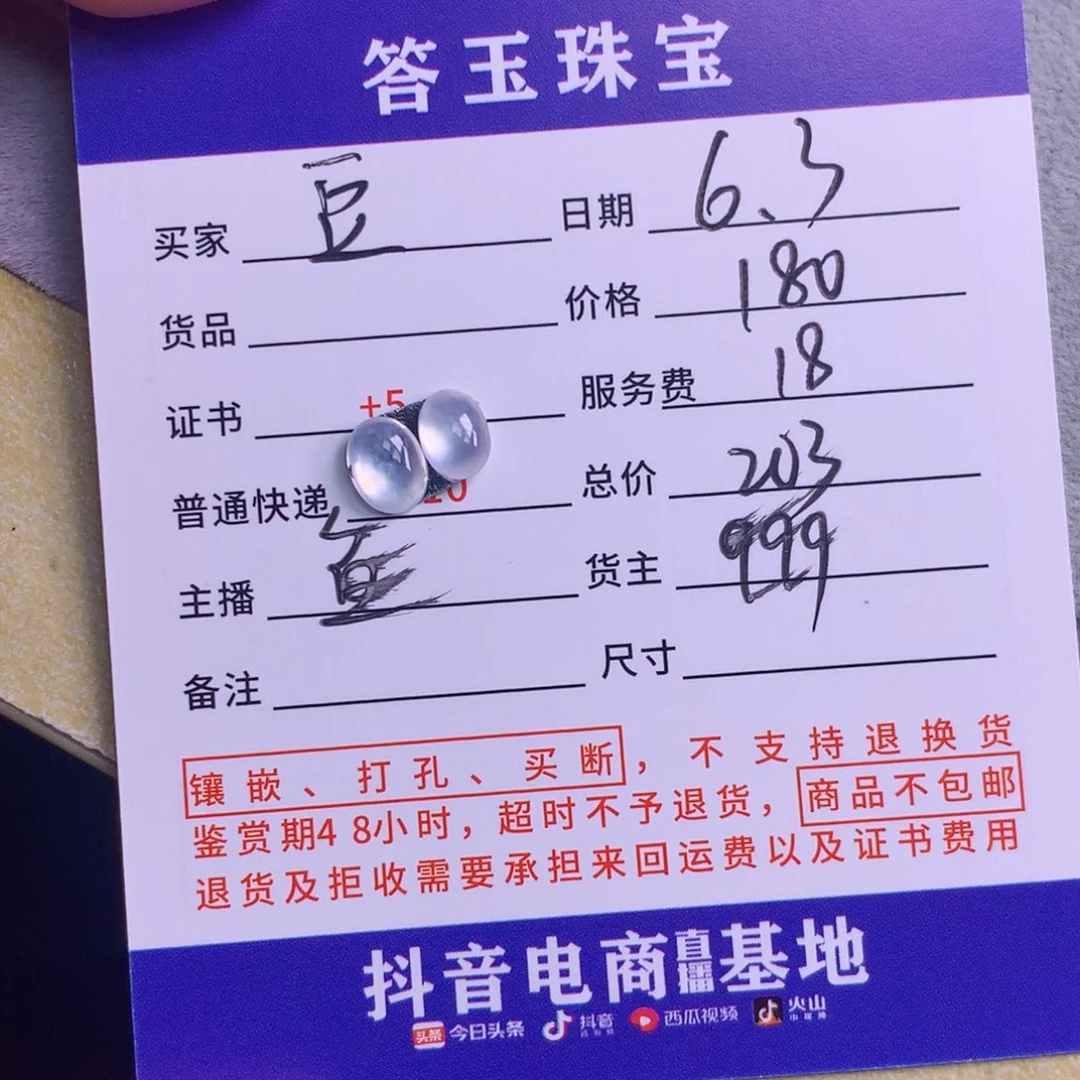 答玉珠宝
买家 豆 日期 6.3
货品 价格 180
证书 +5 服务费 18
普通快递 总价 203
主播 鱼 货主 999
备注 尺寸
镶嵌、打孔、买断，不支持退换货
鉴赏期48小时，超时不予退货，商品不包邮
退货及拒收需要承担来回运费以及证书费用
抖音电商直播基地
头条 今日头条 抖音 西瓜视频 火山